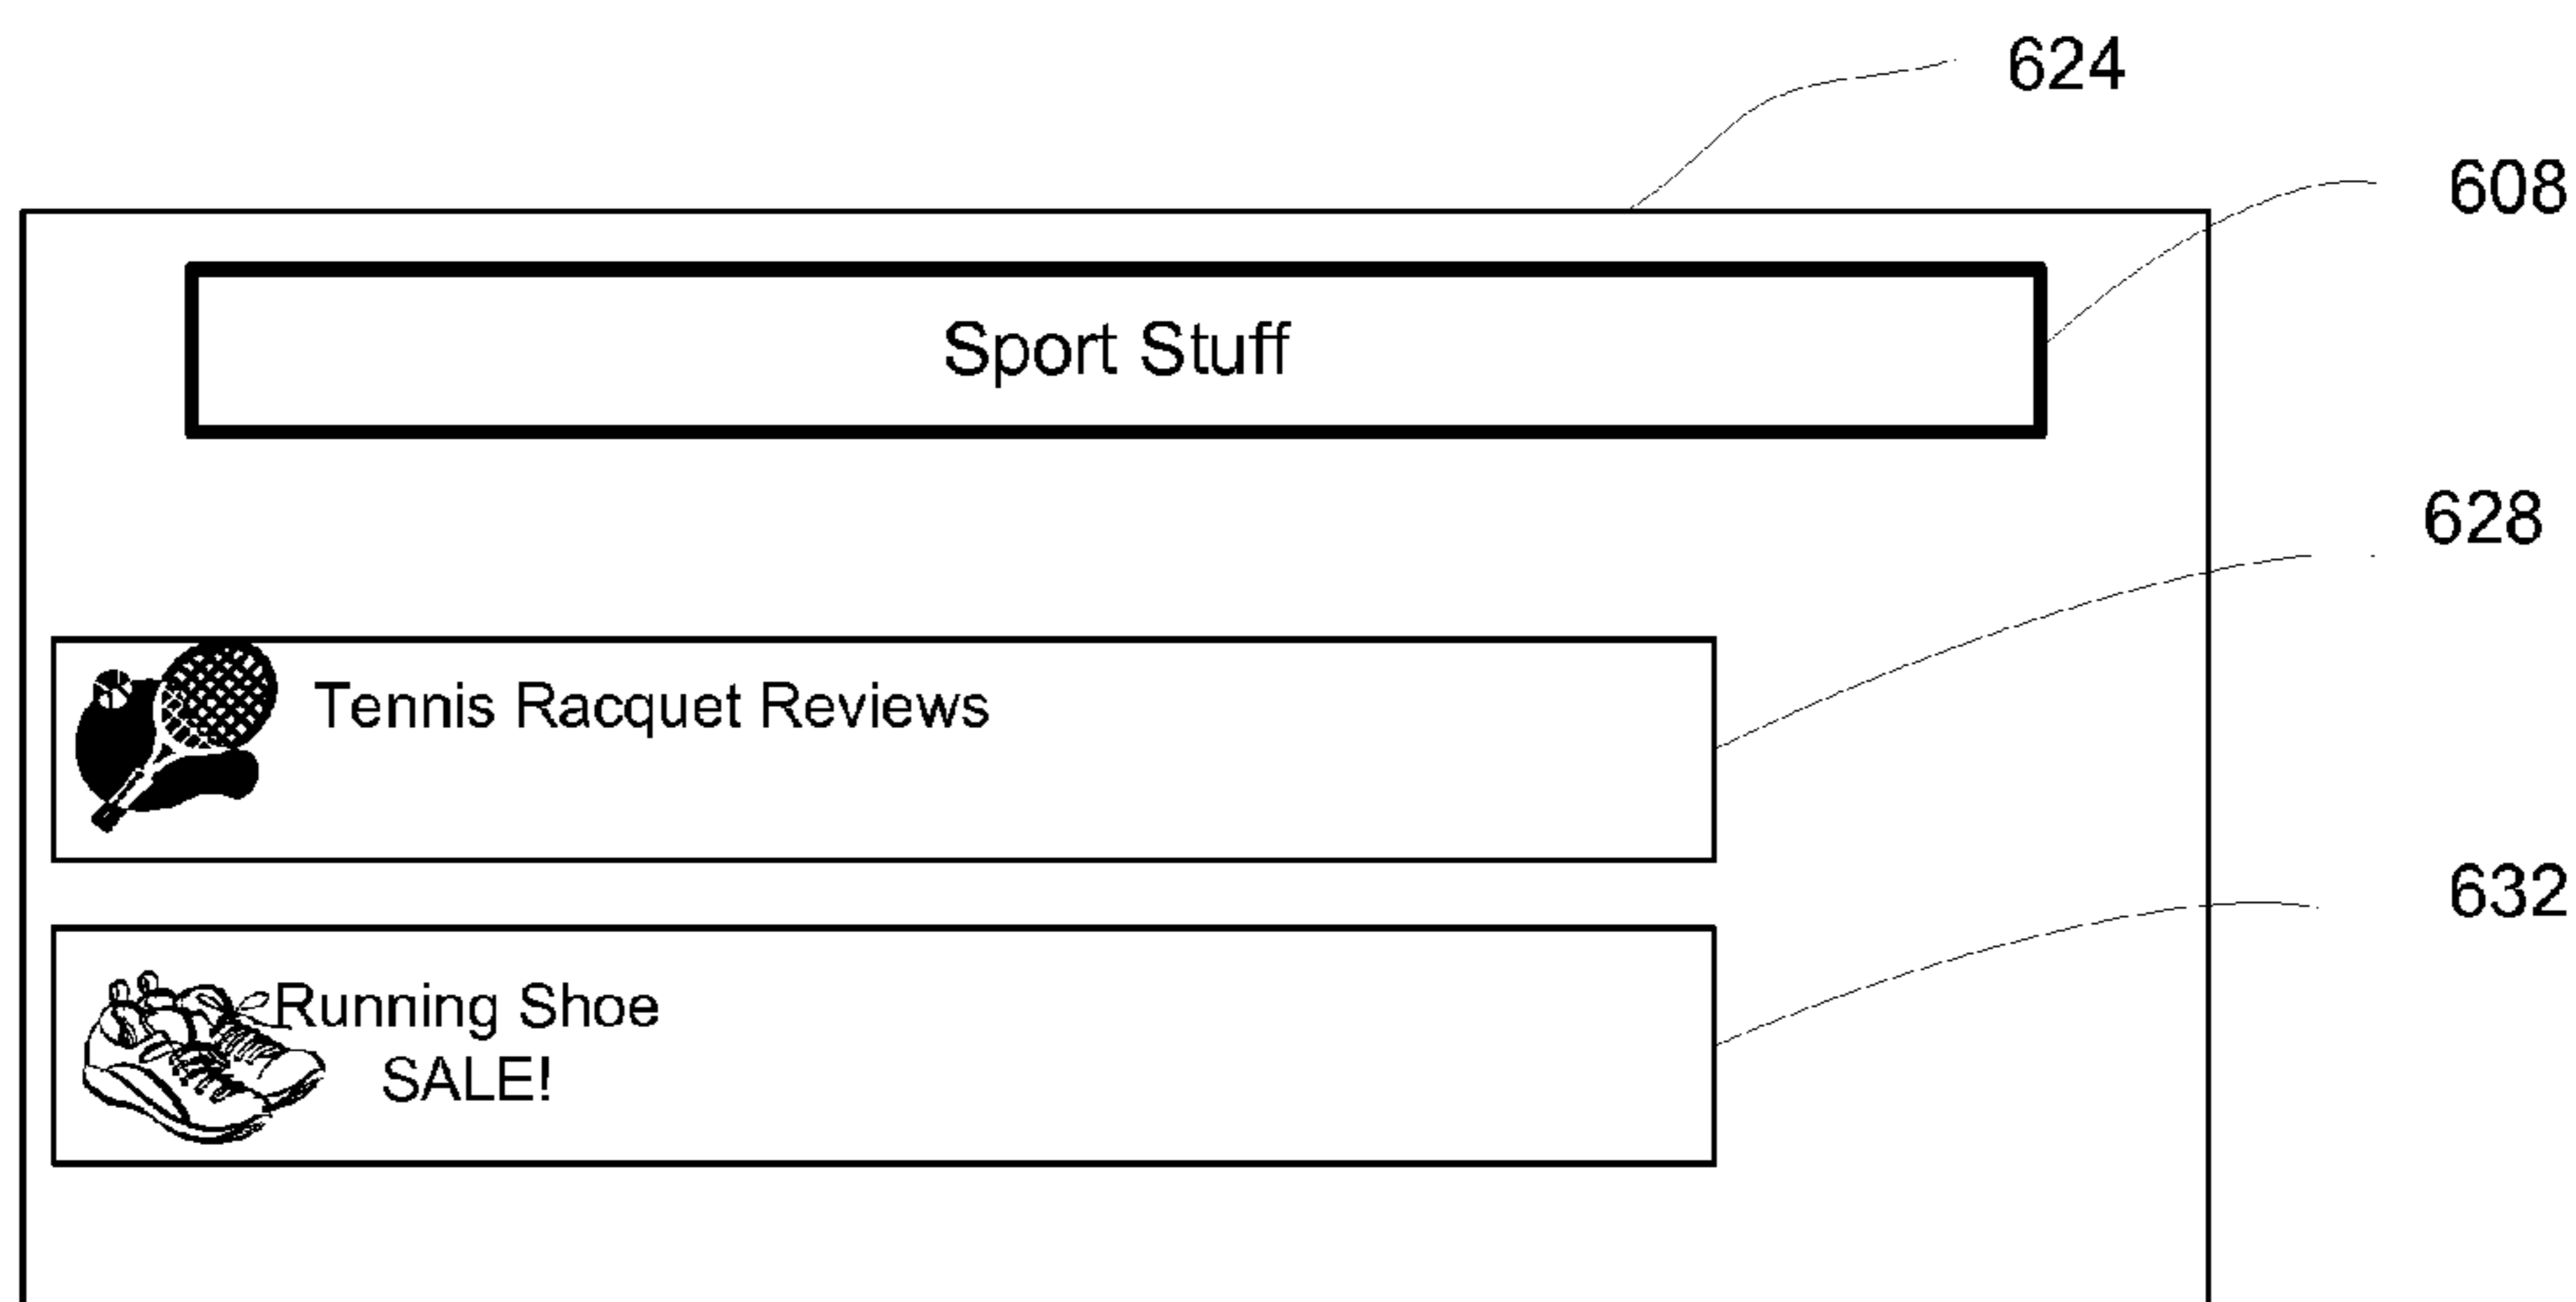 624
608
Sport Stuff
628
Tennis Racquet Reviews
632
Running Shoe
SALE!